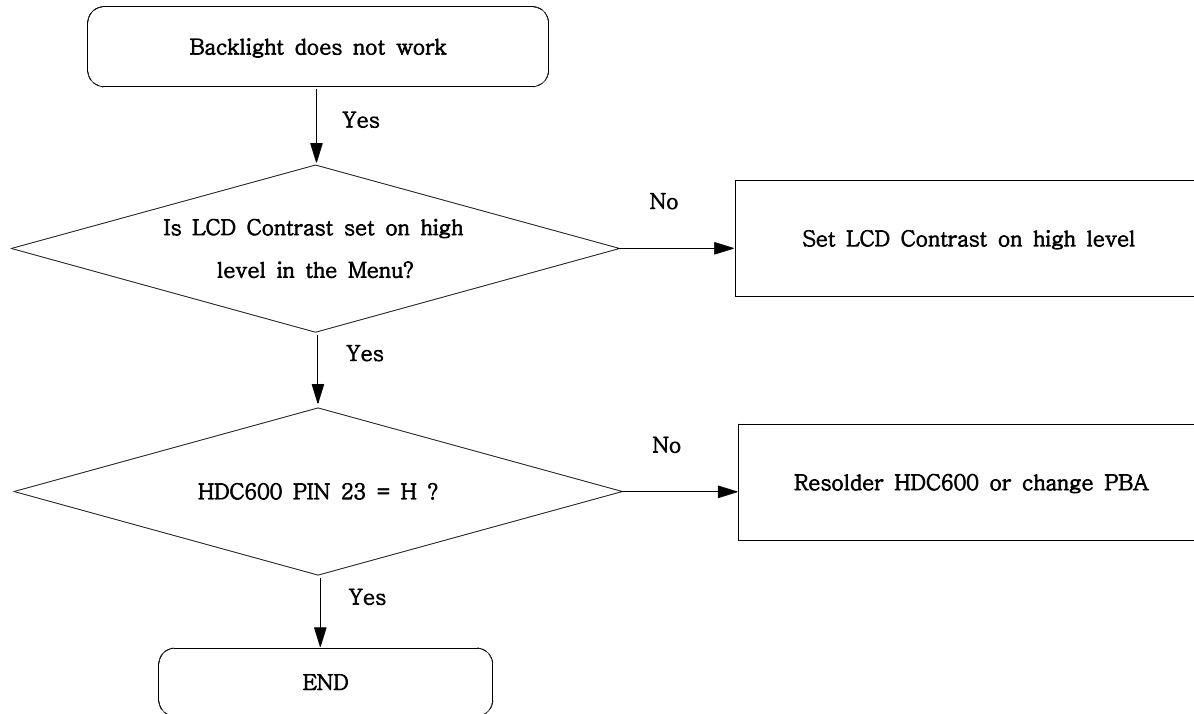 Backlight does not work
Yes
Is LCD Contrast set on high
level in the Menu?
No
Set LCD Contrast on high level
Yes
HDC600 PIN 23 = H ?
No
Resolder HDC600 or change PBA
Yes
END